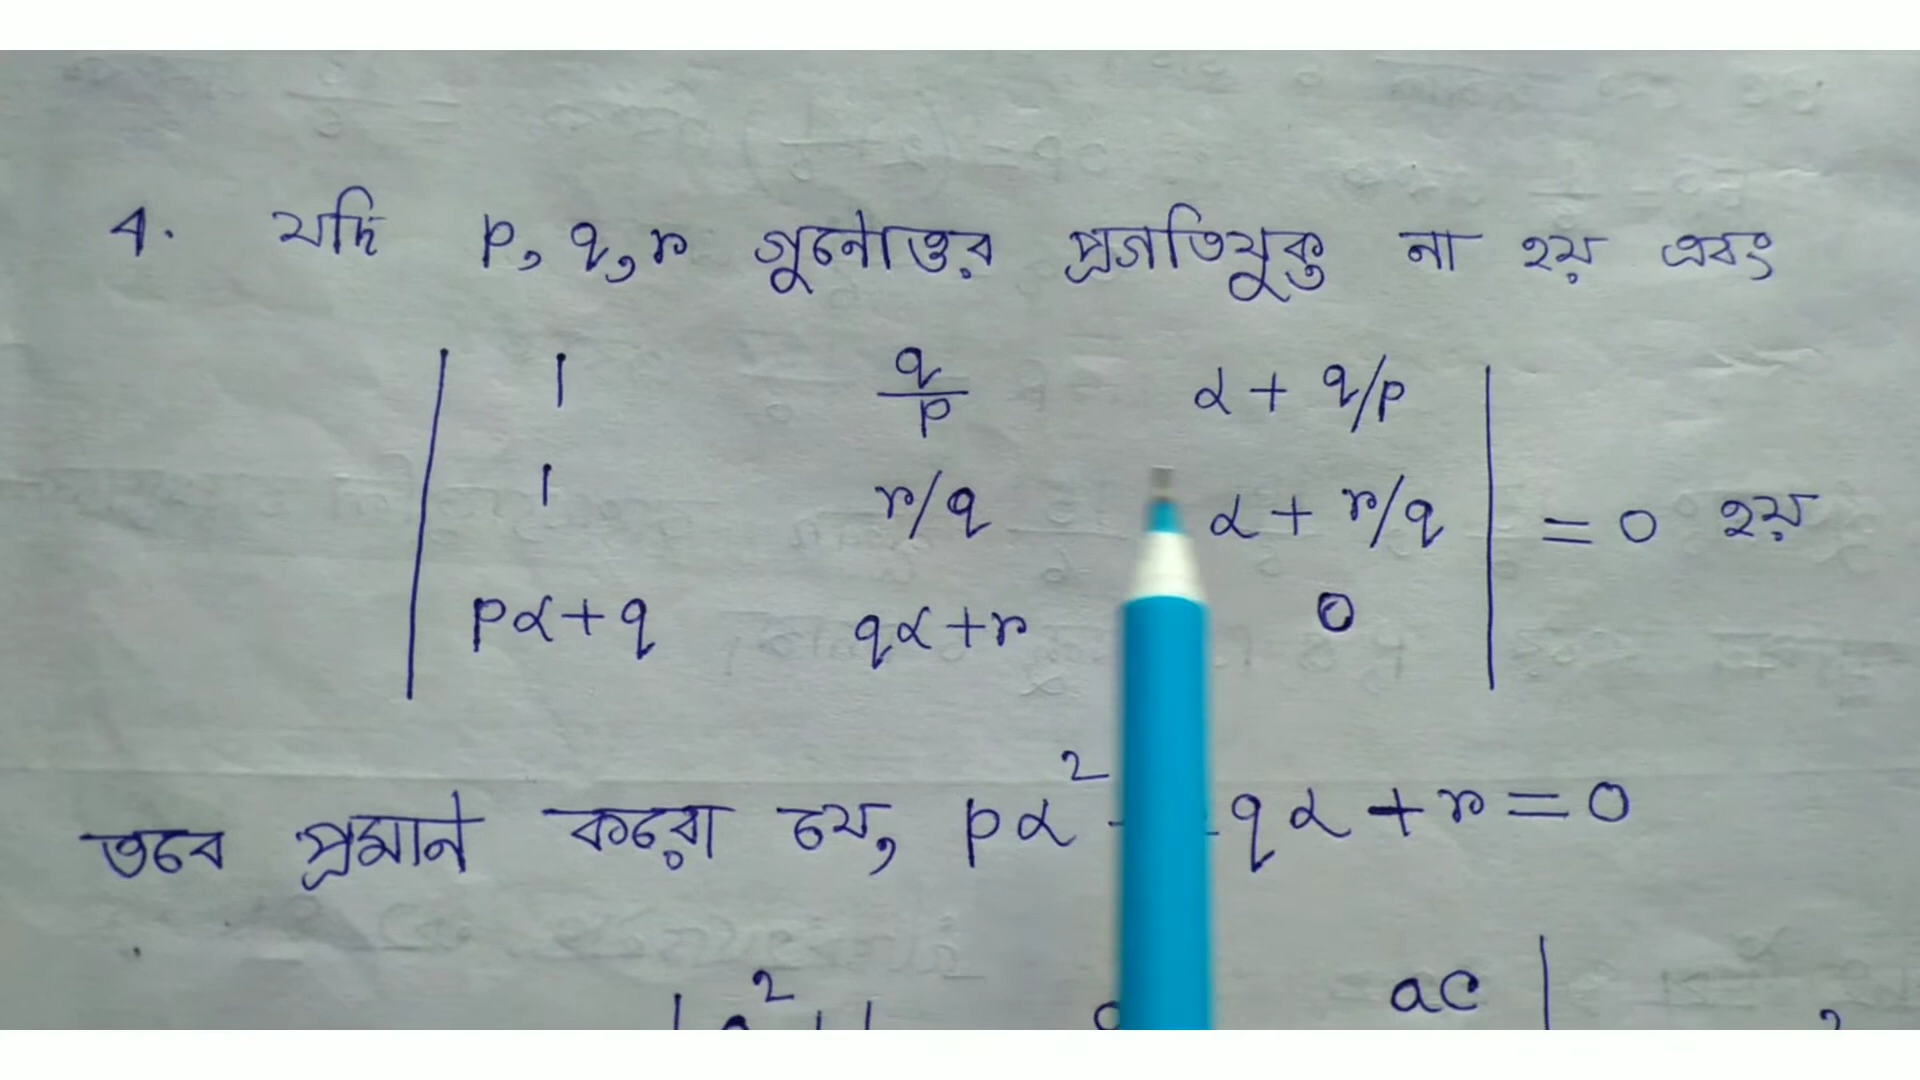 4. যদি p, q, r গুনোত্তর প্রগতিযুক্ত না হয় এবং
| 1 q/p α + q/p |
| 1 r/q α + r/q | = 0 হয়
| pα+q qα+r 0 |
তবে প্রমান করো যে, pα² qα + r = 0
ac